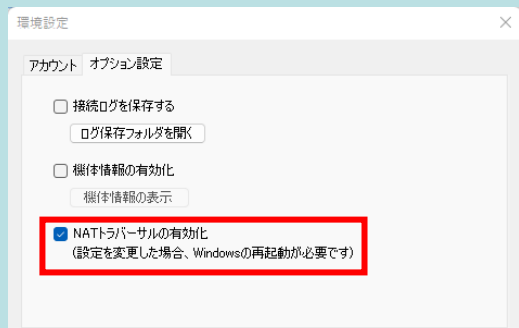 環境設定
アカウント オプション設定
接続ログを保存する
ログ保存フォルダを開く
機体情報の有効化
機体情報の表示
NATトラバーサルの有効化
(設定を変更した場合、Windowsの再起動が必要です)